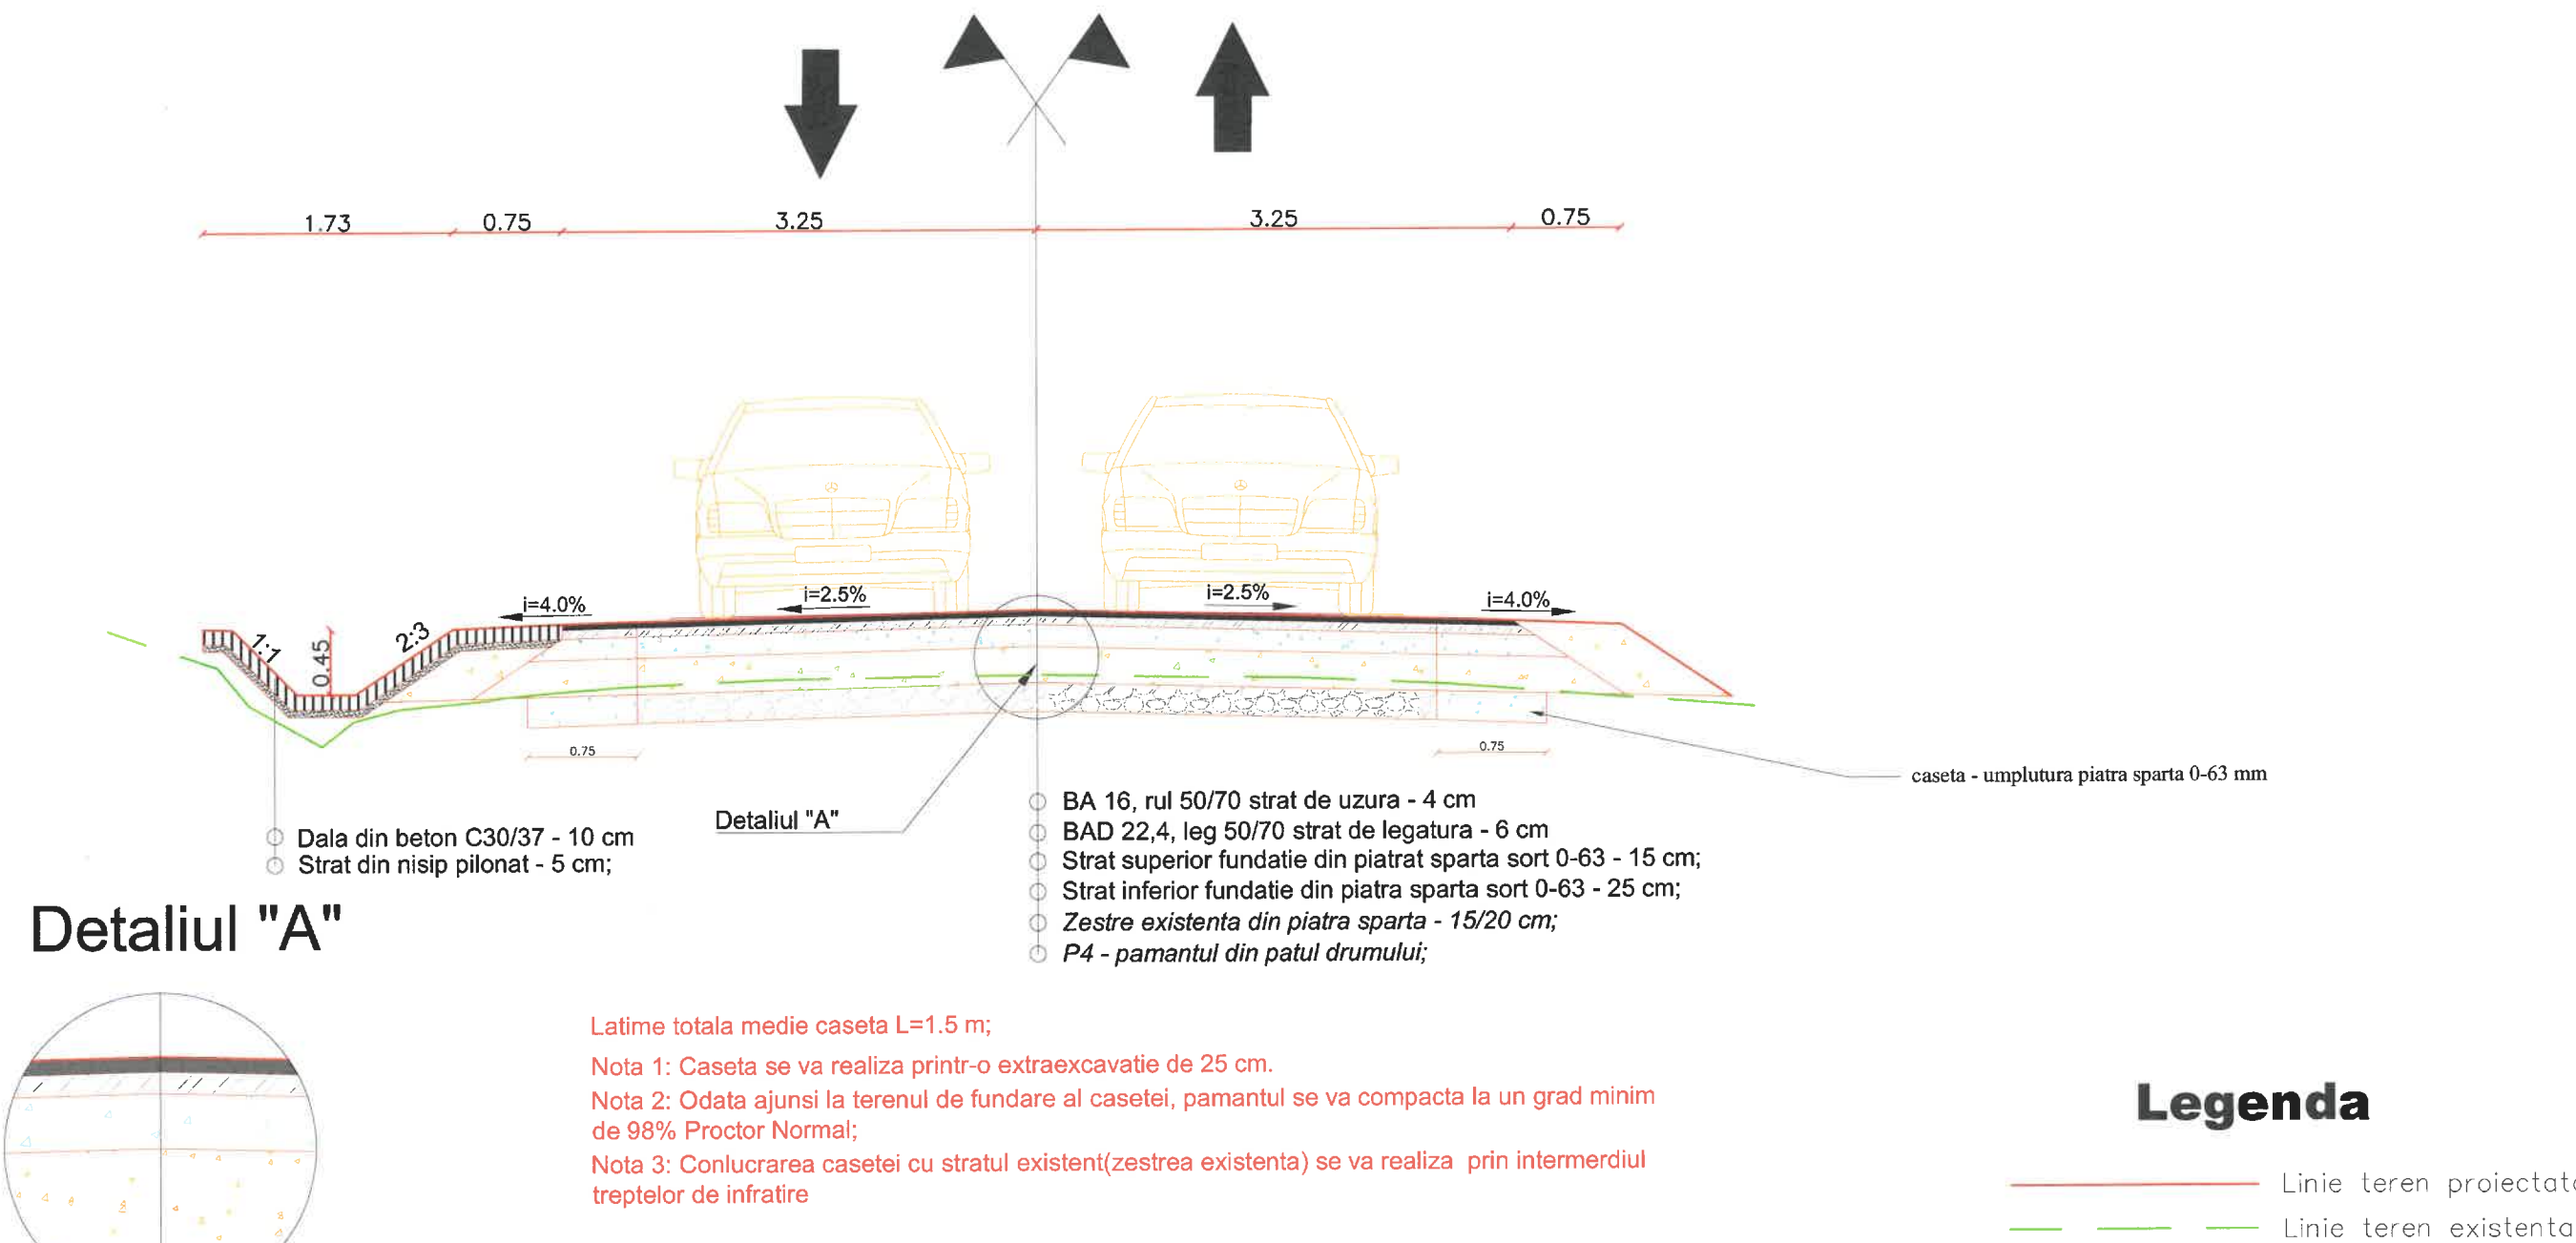 1.73 0.75 3.25 3.25 0.75
i=4.0% i=2.5% i=2.5% i=4.0%
1:1 0.45 2:3
0.75 0.75
caseta - umplutura piatra sparta 0-63 mm
Detaliul "A"
Dala din beton C30/37 - 10 cm
Strat din nisip pilonat - 5 cm;
BA 16, rul 50/70 strat de uzura - 4 cm
BAD 22,4, leg 50/70 strat de legatura - 6 cm
Strat superior fundatie din piatrat sparta sort 0-63 - 15 cm;
Strat inferior fundatie din piatra sparta sort 0-63 - 25 cm;
Zestre existenta din piatra sparta - 15/20 cm;
P4 - pamantul din patul drumului;
Detaliul "A"
Latime totala medie caseta L=1.5 m;
Nota 1: Caseta se va realiza printr-o extraexcavatie de 25 cm.
Nota 2: Odata ajunsi la terenul de fundare al casetei, pamantul se va compacta la un grad minim
de 98% Proctor Normal;
Nota 3: Conlucrarea casetei cu stratul existent(zestrea existenta) se va realiza prin intermerdiul
treptelor de infratire
Legenda
Linie teren proiectata
Linie teren existenta